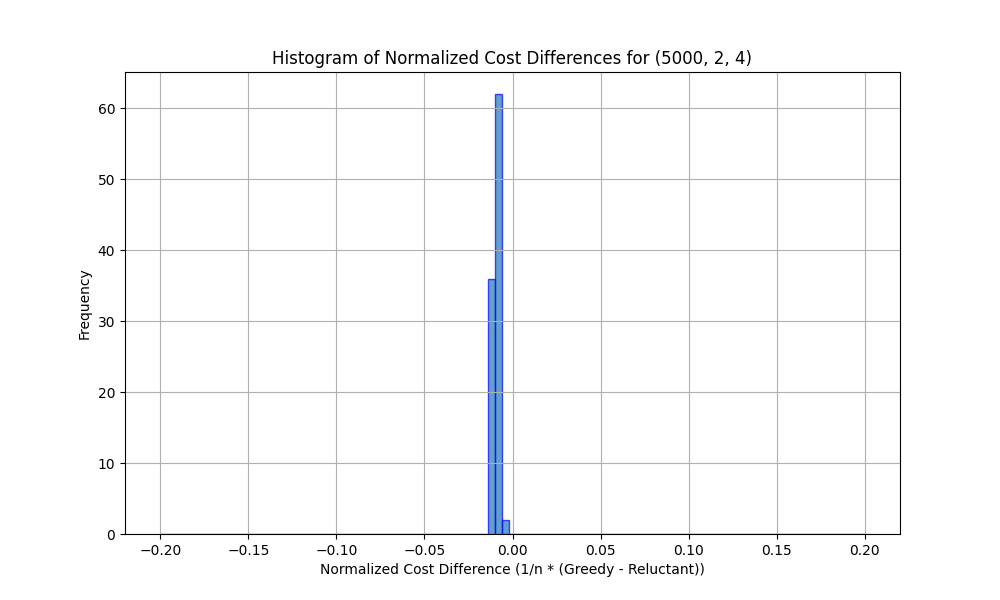 Histogram of Normalized Cost Differences for (5000, 2, 4)
Frequency
60
50
40
30
20
10
0
−0.20 −0.15 −0.10 −0.05 0.00 0.05 0.10 0.15 0.20
Normalized Cost Difference (1/n * (Greedy - Reluctant))